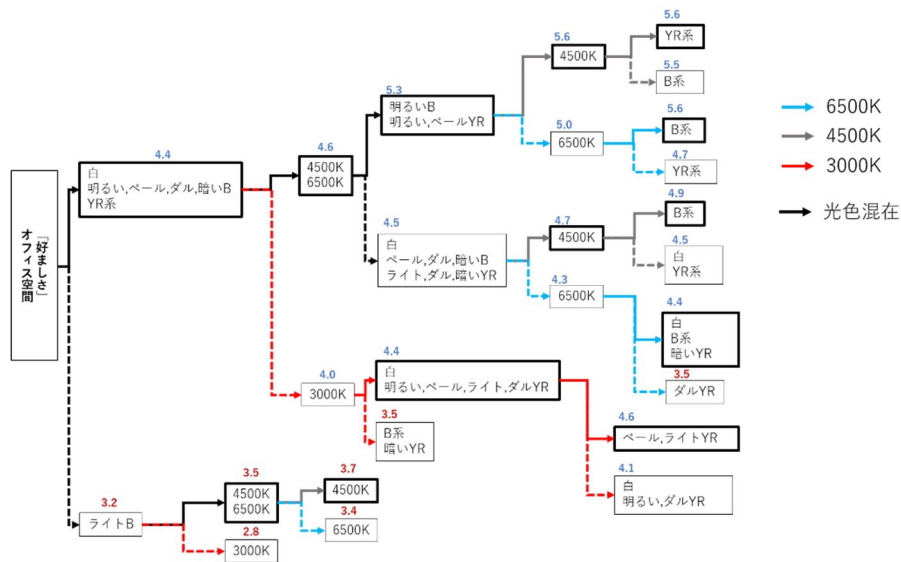 「好ましさ」
オフィス空間
4.4
白
明るい,ペール,ダル,暗いB
YR系
4.6
4500K
6500K
5.3
明るいB
明るい,ペールYR
5.6
4500K
5.6
YR系
5.5
B系
5.0
6500K
5.6
B系
4.7
YR系
4.5
白
ペール,ダル,暗いB
ライト,ダル,暗いYR
4.7
4500K
4.9
B系
4.5
白
YR系
4.3
6500K
4.4
白
B系
暗いYR
3.5
ダルYR
4.0
3000K
4.4
白
明るい,ペール,ライト,ダルYR
3.5
B系
暗いYR
4.6
ペール,ライトYR
4.1
白
明るい,ダルYR
3.2
ライトB
3.5
4500K
6500K
3.7
4500K
3.4
6500K
2.8
3000K
6500K
4500K
3000K
光色混在